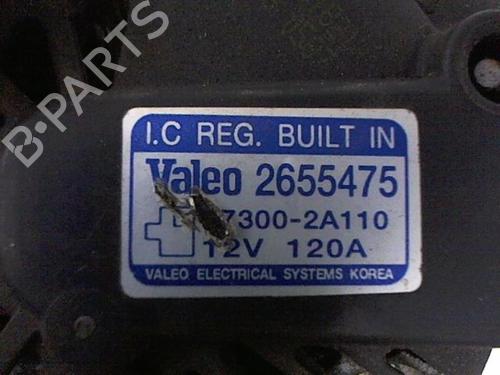 B-PARTS
I.C REG. BUILT IN
Valeo 2655475
7300-2A110
12V 120A
VALEO ELECTRICAL SYSTEMS KOREA